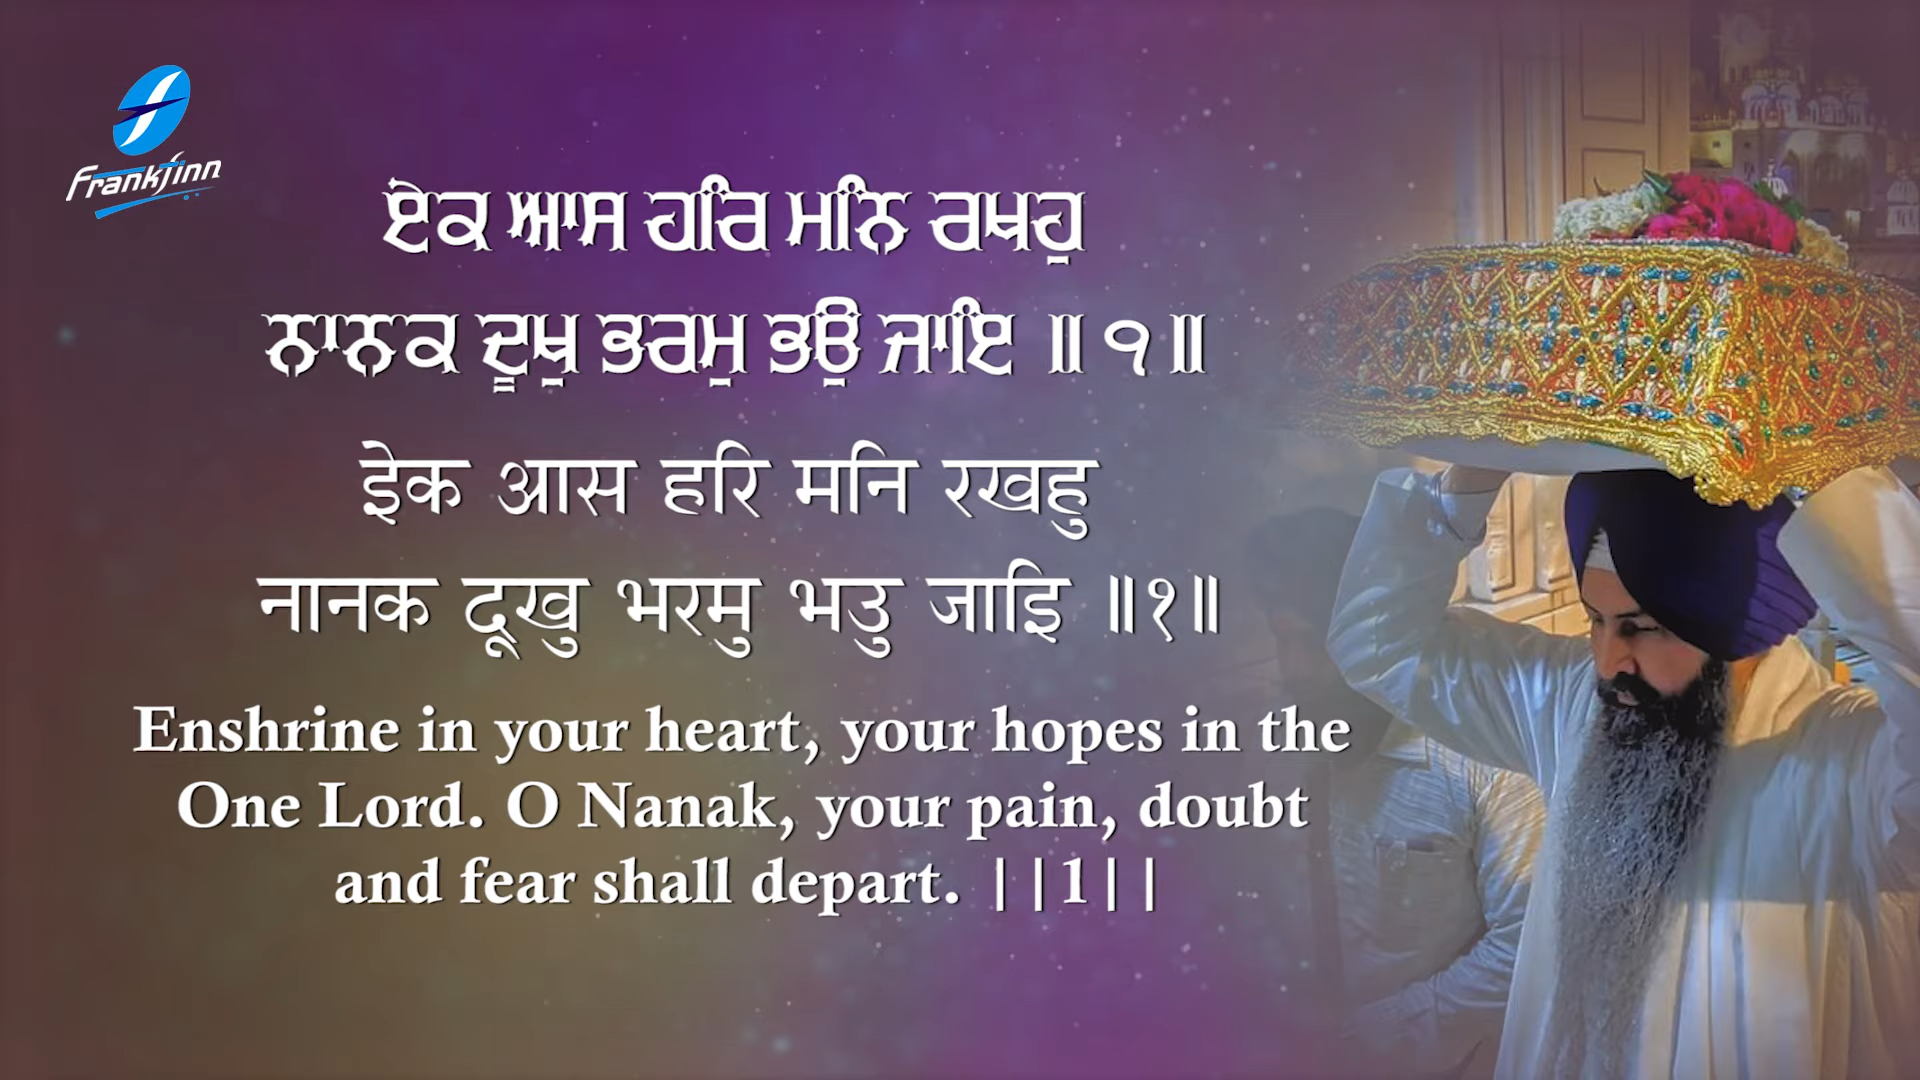 Frankfinn
ਏਕ ਆਸ ਹਰਿ ਮਨਿ ਰਖਹੁ
ਨਾਨਕ ਦੂਖੁ ਭਰਮੁ ਭਉ ਜਾਇ ॥੧॥
इेक आस हरि मनि रखहु
नानक दूखु भरमु भउु जाइि ॥१॥
Enshrine in your heart, your hopes in the
One Lord. O Nanak, your pain, doubt
and fear shall depart. ||1||